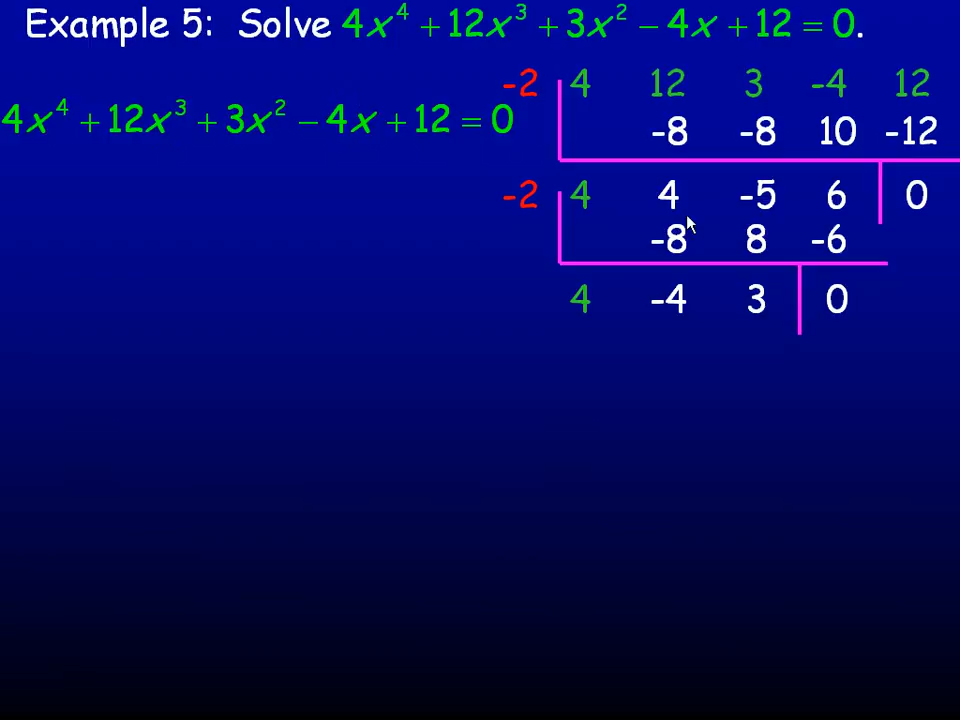 Example 5: Solve 4x⁴ + 12x³ + 3x² − 4x + 12 = 0.
-2 4 12 3 -4 12
4x⁴ + 12x³ + 3x² − 4x + 12 = 0
-8 -8 10 -12
-2 4 4 -5 6 0
-8 8 -6
4 -4 3 0